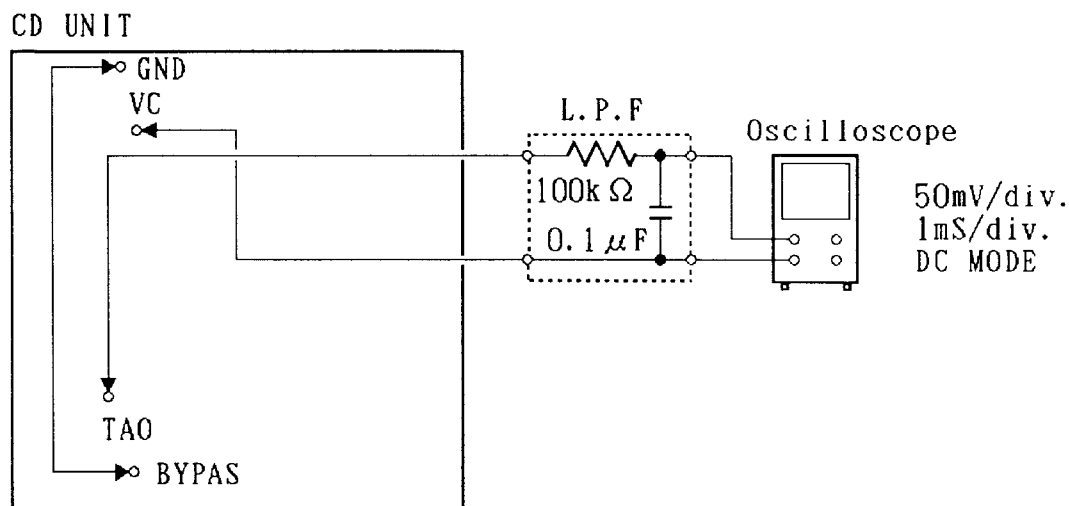 CD UNIT
GND
VC
L.P.F
Oscilloscope
100kΩ
0.1μF
50mV/div.
1mS/div.
DC MODE
TAO
BYPAS